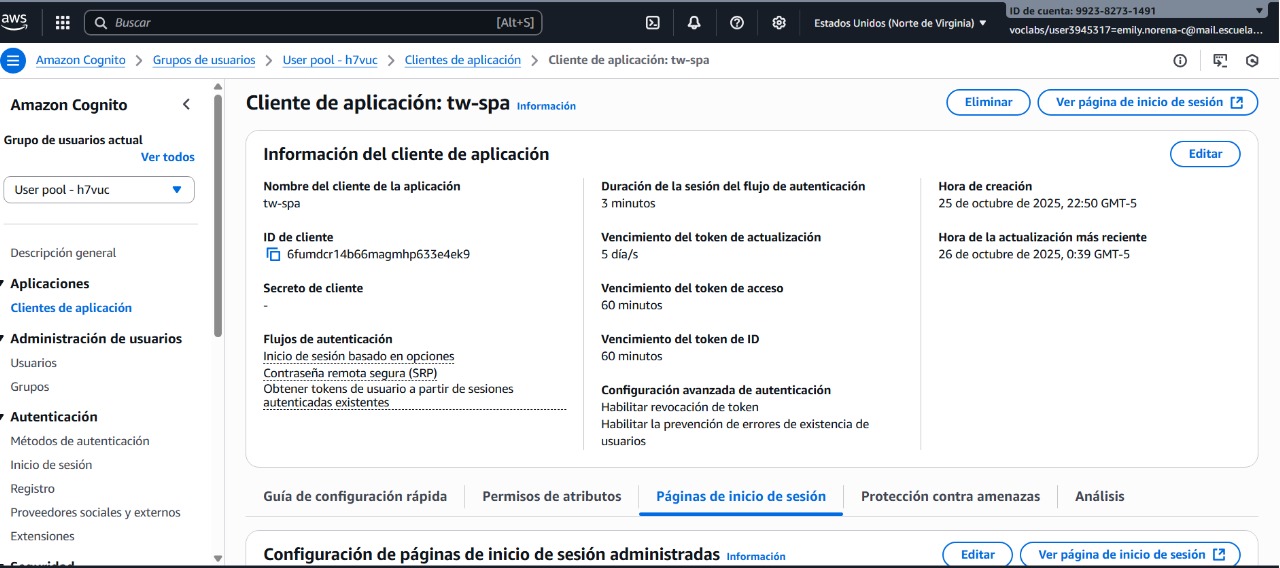 aws
Buscar
[Alt+S]
Estados Unidos (Norte de Virginia)
ID de cuenta: 9923-8273-1491
voclabs/user3945317=emily.norena-c@mail.escuela...
Amazon Cognito
Grupos de usuarios
User pool - h7vuc
Clientes de aplicación
Cliente de aplicación: tw-spa
Amazon Cognito
Grupo de usuarios actual
Ver todos
User pool - h7vuc
Descripción general
Aplicaciones
Clientes de aplicación
Administración de usuarios
Usuarios
Grupos
Autenticación
Métodos de autenticación
Inicio de sesión
Registro
Proveedores sociales y externos
Extensiones
Seguridad
Cliente de aplicación: tw-spa Información
Eliminar
Ver página de inicio de sesión
Información del cliente de aplicación
Editar
Nombre del cliente de la aplicación
tw-spa
ID de cliente
6fumdcr14b66magmhp633e4ek9
Secreto de cliente
-
Flujos de autenticación
Inicio de sesión basado en opciones
Contraseña remota segura (SRP)
Obtener tokens de usuario a partir de sesiones
autenticadas existentes
Duración de la sesión del flujo de autenticación
3 minutos
Vencimiento del token de actualización
5 día/s
Vencimiento del token de acceso
60 minutos
Vencimiento del token de ID
60 minutos
Configuración avanzada de autenticación
Habilitar revocación de token
Habilitar la prevención de errores de existencia de
usuarios
Hora de creación
25 de octubre de 2025, 22:50 GMT-5
Hora de la actualización más reciente
26 de octubre de 2025, 0:39 GMT-5
Guía de configuración rápida
Permisos de atributos
Páginas de inicio de sesión
Protección contra amenazas
Análisis
Configuración de páginas de inicio de sesión administradas Información
Editar
Ver página de inicio de sesión